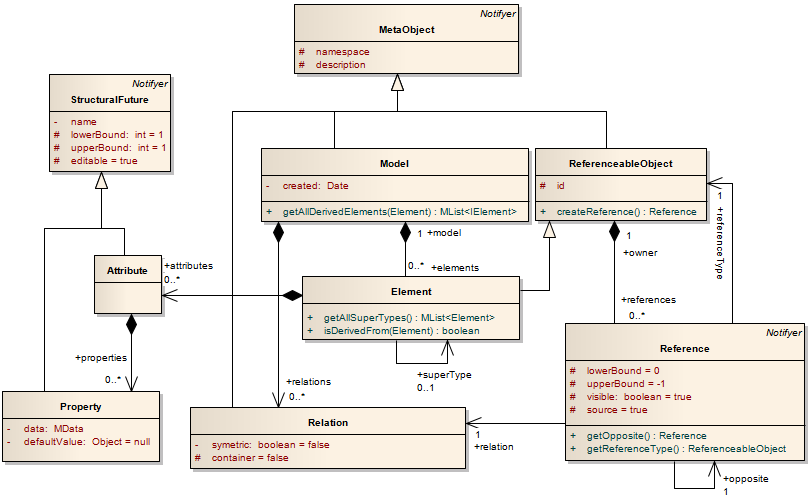 Notifyer
MetaObject
# namespace
# description
Notifyer
StructuralFuture
- name
# lowerBound: int = 1
# upperBound: int = 1
# editable = true
Model
- created: Date
+ getAllDerivedElements(Element) : MList<IElement>
ReferenceableObject
# id
+ createReference() : Reference
1
+referenceType
1 +model
0..* +elements
1
+owner
Attribute
+attributes
0..*
Element
+ getAllSuperTypes() : MList<Element>
+ isDerivedFrom(Element) : boolean
+superType
0..1
+references
0..*
Notifyer
Reference
# lowerBound = 0
# upperBound = -1
# visible: boolean = true
# source = true
+ getOpposite() : Reference
+ getReferenceType() : ReferenceableObject
+opposite
1
+properties
0..*
Property
- data: MData
- defaultValue: Object = null
+relations
0..*
Relation
- symetric: boolean = false
# container = false
1
+relation